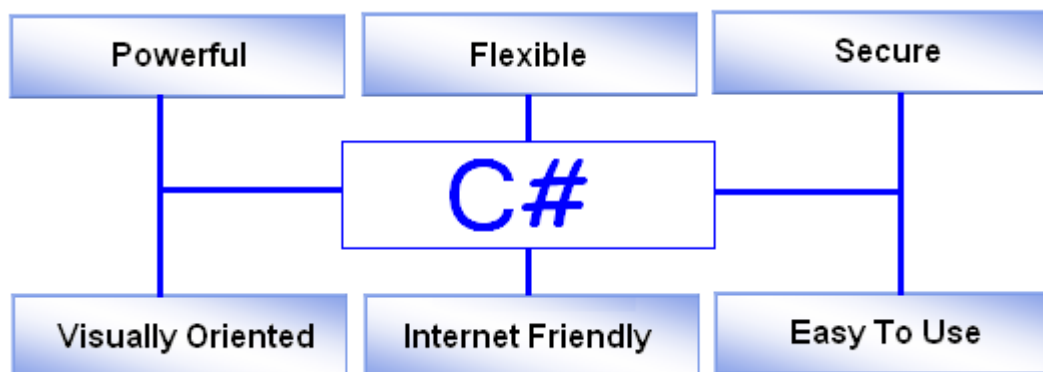 Powerful
Flexible
Secure
C#
Visually Oriented
Internet Friendly
Easy To Use